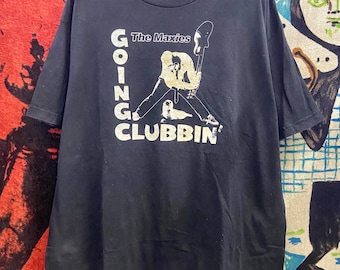 The Maxies
GOING
CLUBBIN'